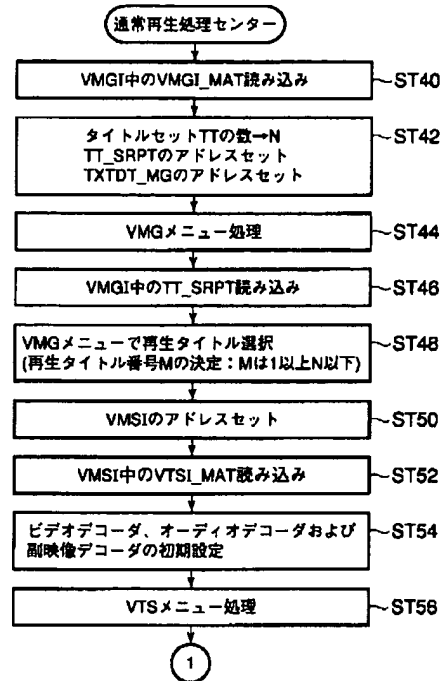 通常再生処理センター
VMGI中のVMGI_MAT読み込み
ST40
タイトルセットTTの数→N
TT_SRPTのアドレスセット
TXTDT_MGのアドレスセット
ST42
VMGメニュー処理
ST44
VMGI中のTT_SRPT読み込み
ST46
VMGメニューで再生タイトル選択
(再生タイトル番号Mの決定：Mは1以上N以下)
ST48
VMSIのアドレスセット
ST50
VMSI中のVTSI_MAT読み込み
ST52
ビデオデコーダ、オーディオデコーダおよび
副映像デコーダの初期設定
ST54
VTSメニュー処理
ST56
1